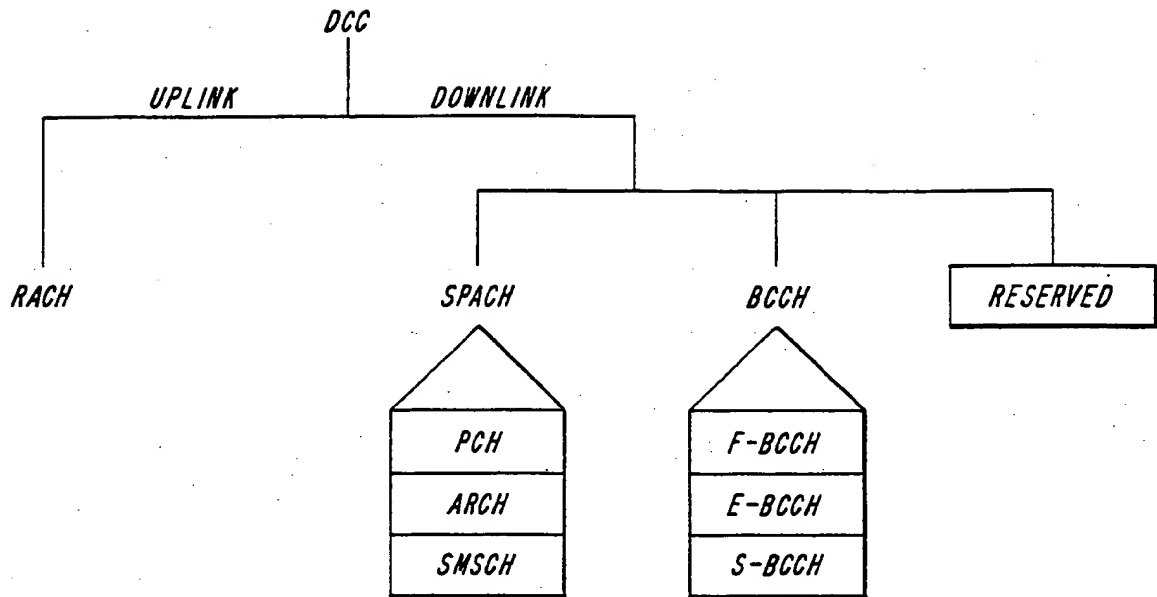 DCC
UPLINK DOWNLINK
RACH SPACH BCCH RESERVED
PCH F-BCCH
ARCH E-BCCH
SMSCH S-BCCH